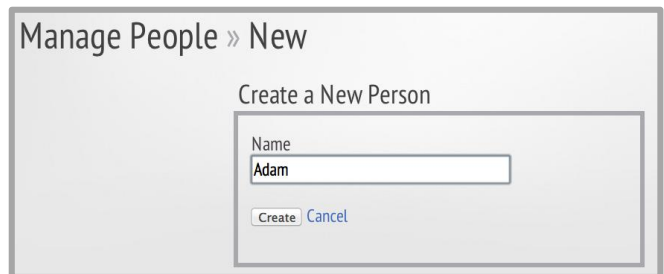 Manage People » New
Create a New Person
Name
Adam
Create Cancel